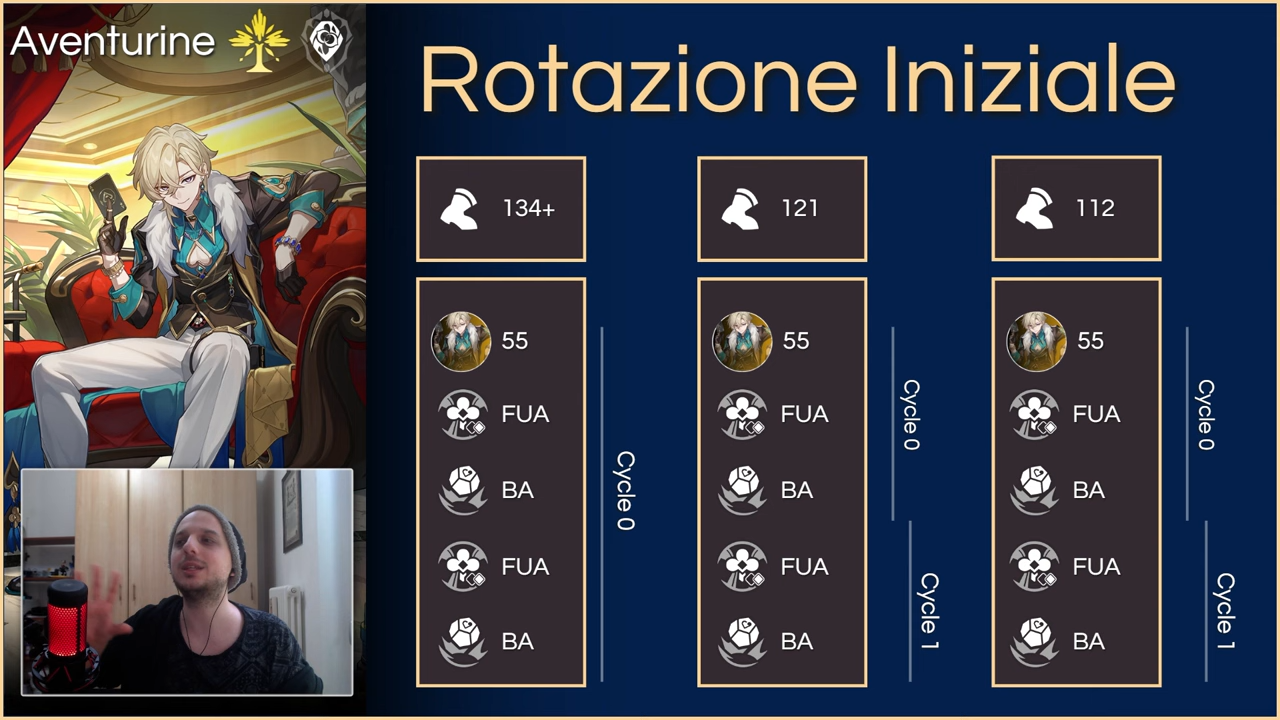 Aventurine
Rotazione Iniziale
134+
121
112
55
FUA
BA
FUA
BA
Cycle 0
55
FUA
BA
FUA
BA
Cycle 0
Cycle 1
55
FUA
BA
FUA
BA
Cycle 0
Cycle 1